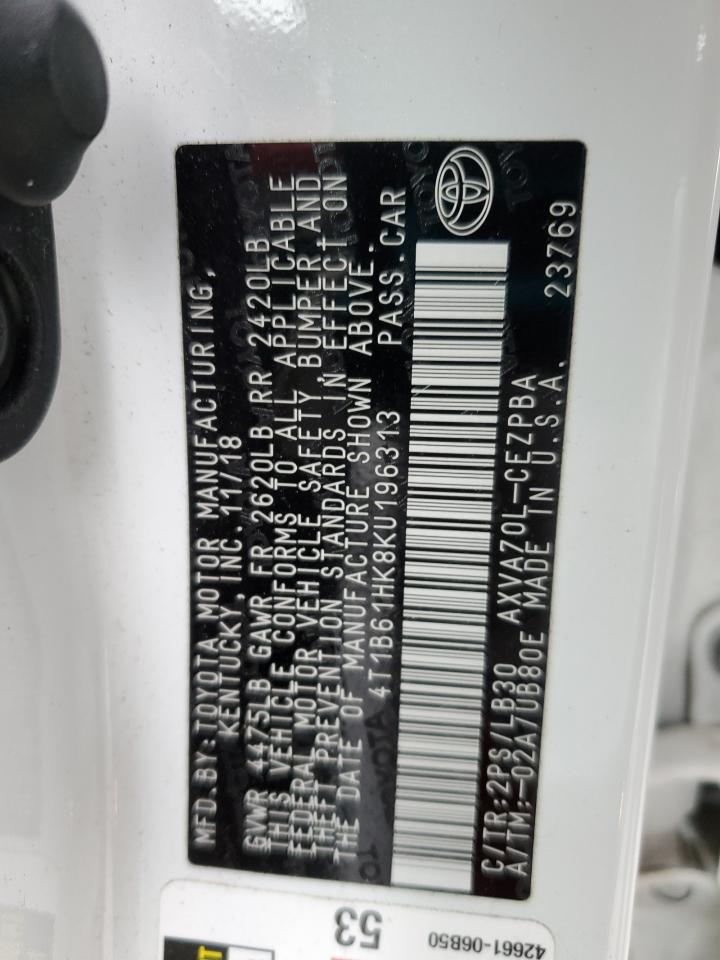 MFD.BY:TOYOTA MOTOR MANUFACTURING,
KENTUCKY, INC. 11/18
GVWR 4475LB GAWR FR 2620LB RR 2420LB
THIS VEHICLE CONFORMS TO ALL APPLICABLE
FEDERAL MOTOR VEHICLE SAFETY BUMPER,AND
THEFT PREVENTION STANDARDS IN EFFECT ON
THE DATE OF MANUFACTURE SHOWN ABOVE.
4T1B61HK8KU196313 PASS.CAR
C/TR:2PS/LB30 AXVA70L-CEZPBA
A/TM:-02A/UB80E MADE IN U.S.A. 23769
53
42661-06B50